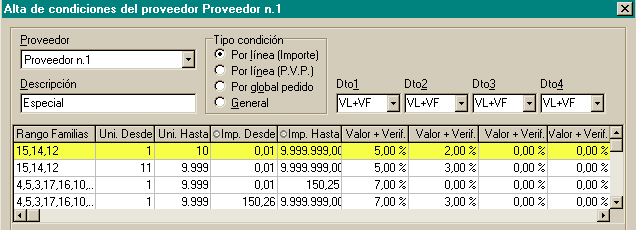 Alta de condiciones del proveedor Proveedor n.1
Proveedor
Proveedor n.1
Descripción
Especial
Tipo condición
Por línea (Importe)
Por línea (P.V.P.)
Por global pedido
General
Dto1 Dto2 Dto3 Dto4
VL+VF VL+VF VL+VF VL+VF
Rango Familias Uni. Desde Uni. Hasta Imp. Desde Imp. Hasta Valor + Verif. Valor + Verif. Valor + Verif. Valor + Verif.
15,14,12 1 10 0,01 9.999.999,00 5,00 % 2,00 % 0,00 % 0,00 %
15,14,12 11 9.999 0,01 9.999.999,00 5,00 % 3,00 % 0,00 % 0,00 %
4,5,3,17,16,10,... 1 9.999 0,01 150,25 7,00 % 0,00 % 0,00 % 0,00 %
4,5,3,17,16,10,... 1 9.999 150,26 9.999.999,00 7,00 % 3,00 % 0,00 % 0,00 %